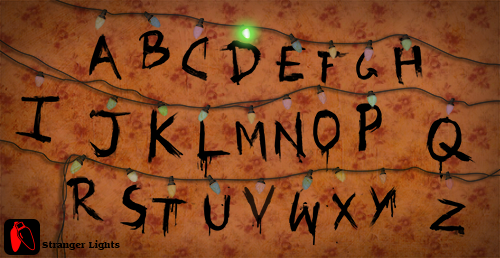 A B C D E F G H
I J K L M N O P Q
R S T U V W X Y Z
Stranger Lights